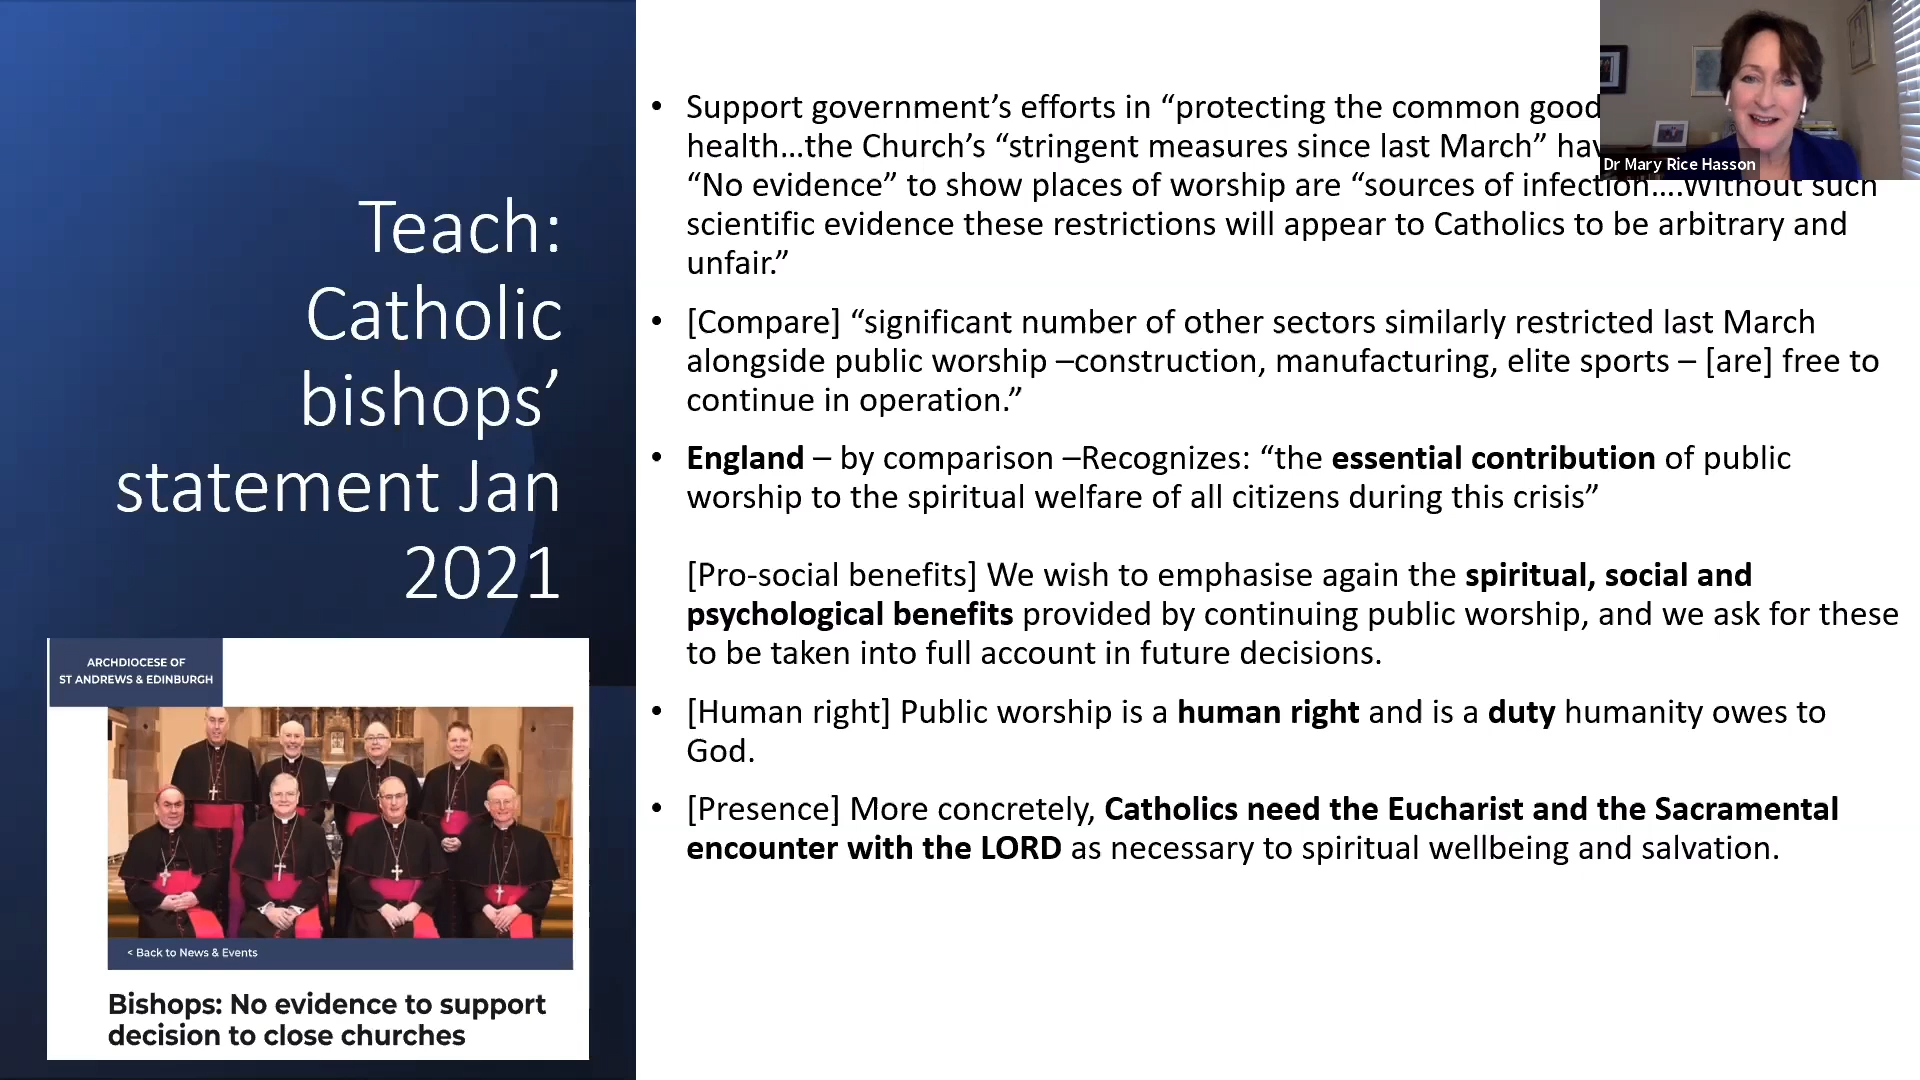 Teach:
Catholic
bishops’
statement Jan
2021
ARCHDIOCESE OF
ST ANDREWS & EDINBURGH
< Back to News & Events
Bishops: No evidence to support
decision to close churches
• Support government’s efforts in “protecting the common good
health…the Church’s “stringent measures since last March”
“No evidence” to show places of worship are “sources of infection….Without such
scientific evidence these restrictions will appear to Catholics to be arbitrary and
unfair.”
• [Compare] “significant number of other sectors similarly restricted last March
alongside public worship –construction, manufacturing, elite sports – [are] free to
continue in operation.”
• England – by comparison –Recognizes: “the essential contribution of public
worship to the spiritual welfare of all citizens during this crisis”
[Pro-social benefits] We wish to emphasise again the spiritual, social and
psychological benefits provided by continuing public worship, and we ask for these
to be taken into full account in future decisions.
• [Human right] Public worship is a human right and is a duty humanity owes to
God.
• [Presence] More concretely, Catholics need the Eucharist and the Sacramental
encounter with the LORD as necessary to spiritual wellbeing and salvation.
Dr Mary Rice Hasson